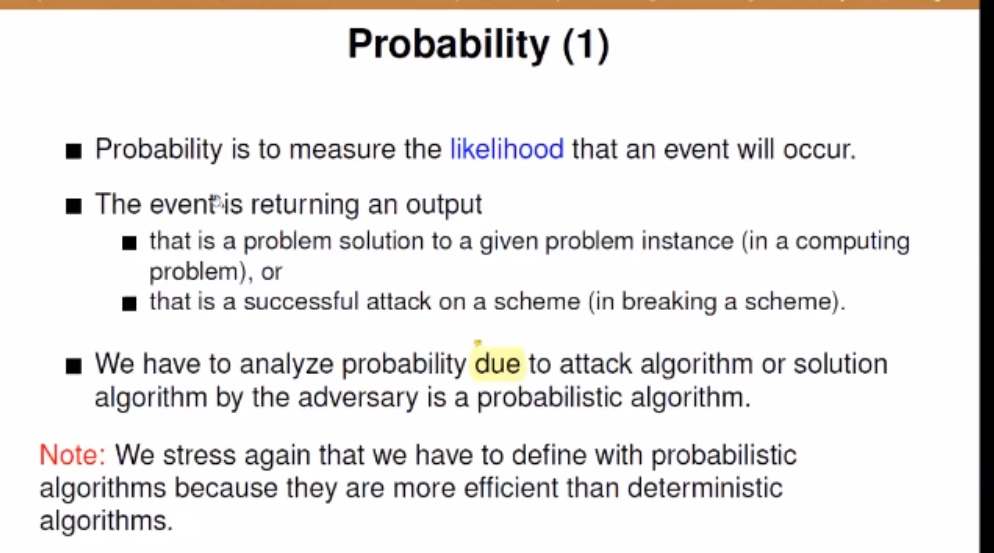 Probability (1)
■ Probability is to measure the likelihood that an event will occur.
■ The event is returning an output
■ that is a problem solution to a given problem instance (in a computing
problem), or
■ that is a successful attack on a scheme (in breaking a scheme).
■ We have to analyze probability due to attack algorithm or solution
algorithm by the adversary is a probabilistic algorithm.
Note: We stress again that we have to define with probabilistic
algorithms because they are more efficient than deterministic
algorithms.